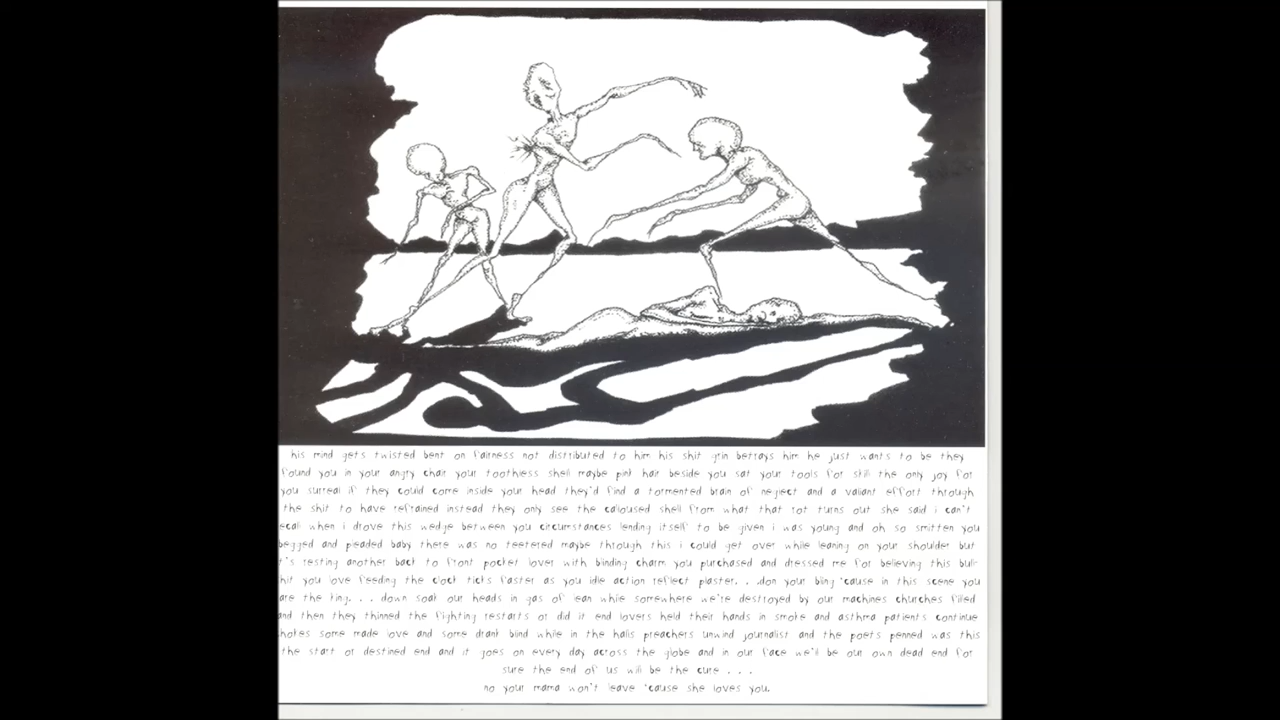 his mind gets twisted bent on fairness not distributed to him his shit grin betrays him he just wants to be they
found you in your angry chair your toothless shell maybe pink hair beside you sat your tools for still the only joy for
you surreal if they could come inside your head they'd find a tormented brain of neglect and a valiant effort through
the shit to have refrained instead they only see the calloused shell from what that rot turns out she said i can't
ecall when i drove this wedge between you circumstances lending itself to be given i was young and oh so smitten you
begged and pleaded baby there was no teetered maybe through this i could get over while leaning on your shoulder but
t's resting another back to front pocket lover with blinding charm you purchased and dressed me for believing this bull
hit you love feeding the clock ticks faster as you idle action reflect plaster. . .don your bling 'cause in this scene you
are the king. . . down soak our heads in gas of lean while somewhere we're destroyed by our machines churches filled
and then they thinned the fighting restarts or did it end lovers held their hands in smoke and asthma patients continue
hokes some made love and some drank blind while in the halls preachers unwind journalist and the poets penned was this
the start or destined end and it goes on every day across the globe and in our face we'll be our own dead end for
sure the end of us will be the cure . . .
no your mama won't leave 'cause she loves you.